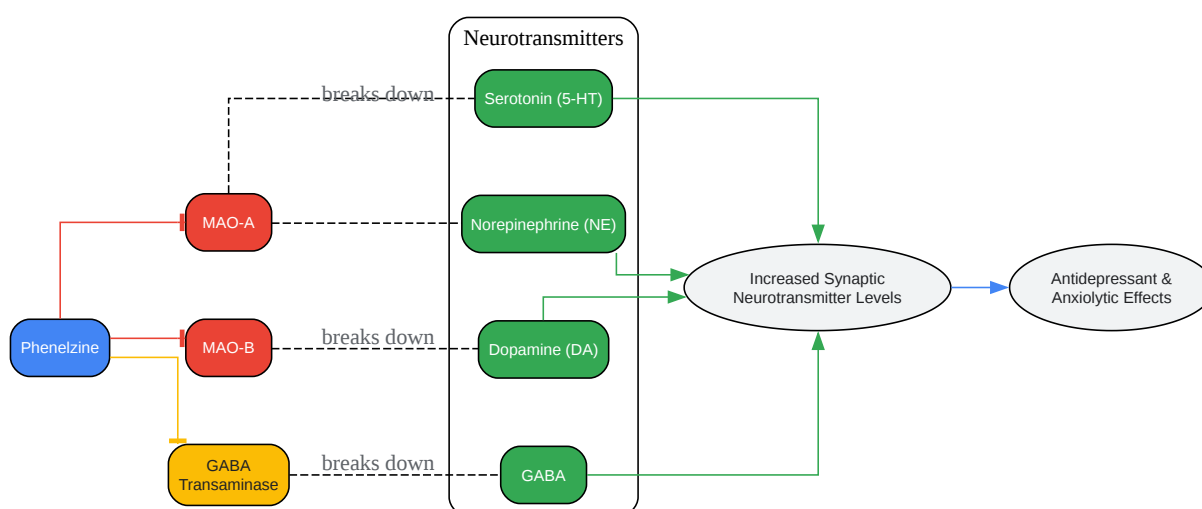 Neurotransmitters
breaks down
Serotonin (5-HT)
MAO-A
Norepinephrine (NE)
Increased Synaptic
Neurotransmitter Levels
Antidepressant &
Anxiolytic Effects
Phenelzine
MAO-B
breaks down
Dopamine (DA)
GABA
Transaminase
breaks down
GABA